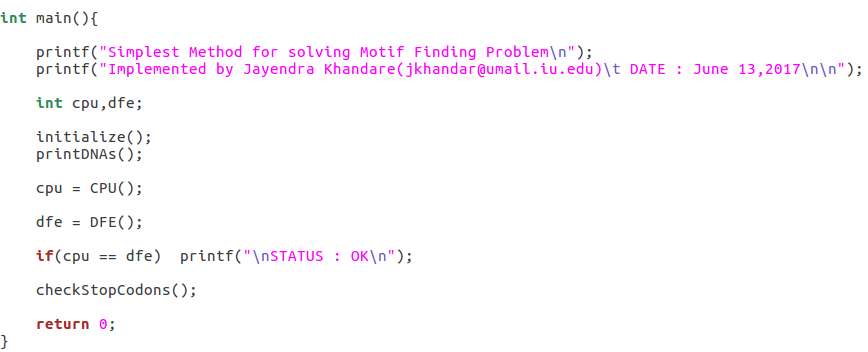 int main(){
printf("Simplest Method for solving Motif Finding Problem\n");
printf("Implemented by Jayendra Khandare(jkhandar@umail.iu.edu)\t DATE : June 13,2017\n\n");
int cpu,dfe;
initialize();
printDNAs();
cpu = CPU();
dfe = DFE();
if(cpu == dfe)  printf("\nSTATUS : OK\n");
checkStopCodons();
return 0;
}